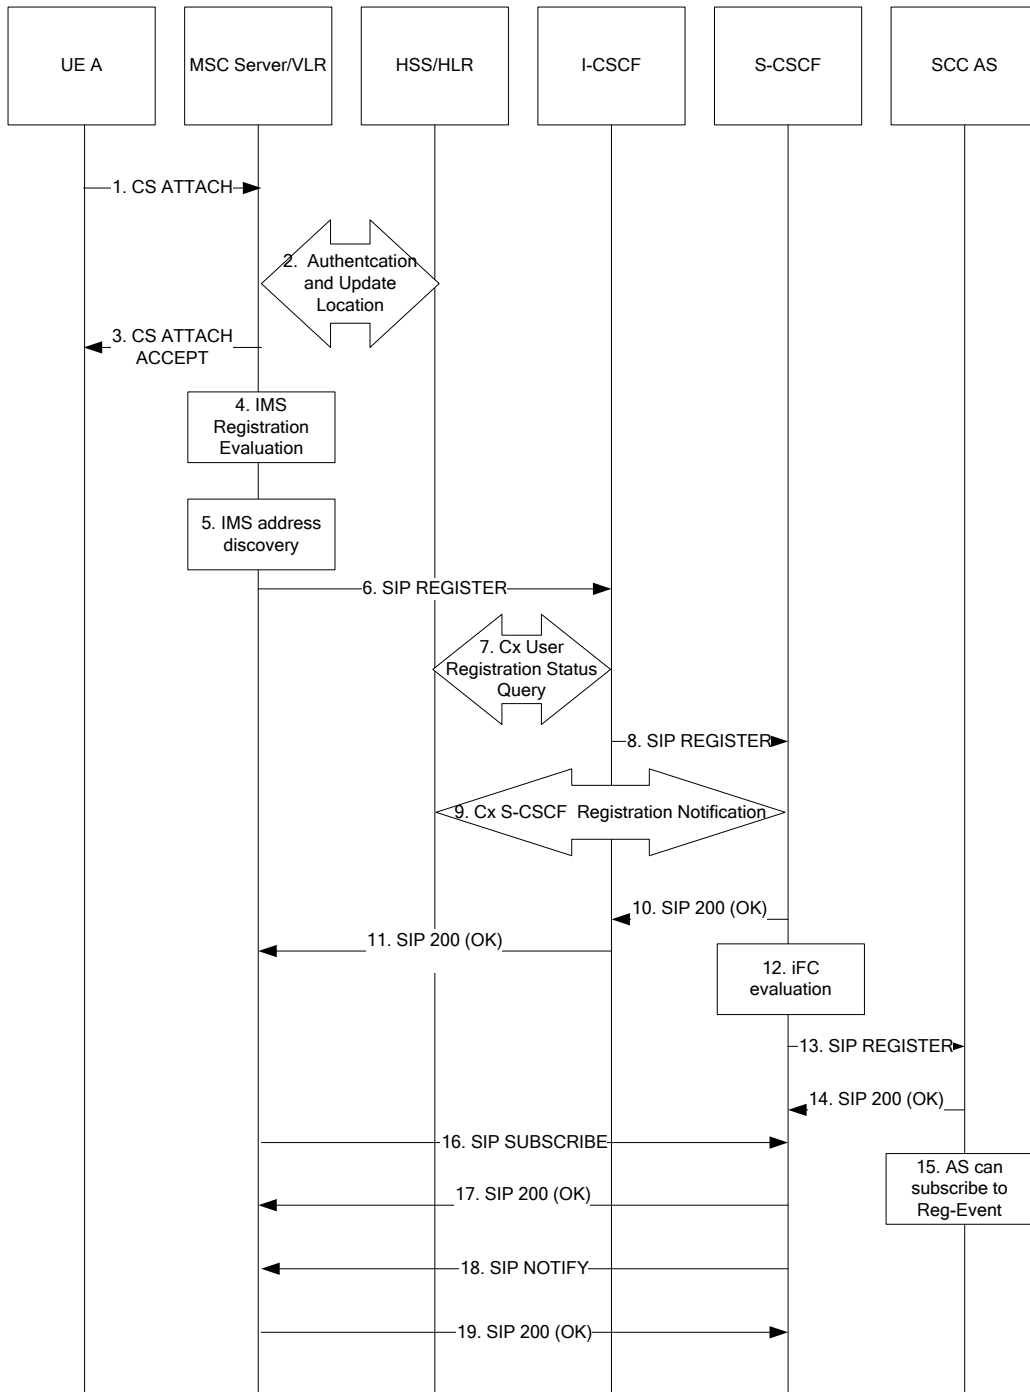 UE A
MSC Server/VLR
HSS/HLR
I-CSCF
S-CSCF
SCC AS
1. CS ATTACH
2.  Authentcation
and Update
Location
3. CS ATTACH
ACCEPT
4. IMS
Registration
Evaluation
5. IMS address
discovery
6. SIP REGISTER
7. Cx User
Registration Status
Query
8. SIP REGISTER
9. Cx S-CSCF  Registration Notification
10. SIP 200 (OK)
11. SIP 200 (OK)
12. iFC
evaluation
13. SIP REGISTER
14. SIP 200 (OK)
15. AS can
subscribe to
Reg-Event
16. SIP SUBSCRIBE
17. SIP 200 (OK)
18. SIP NOTIFY
19. SIP 200 (OK)